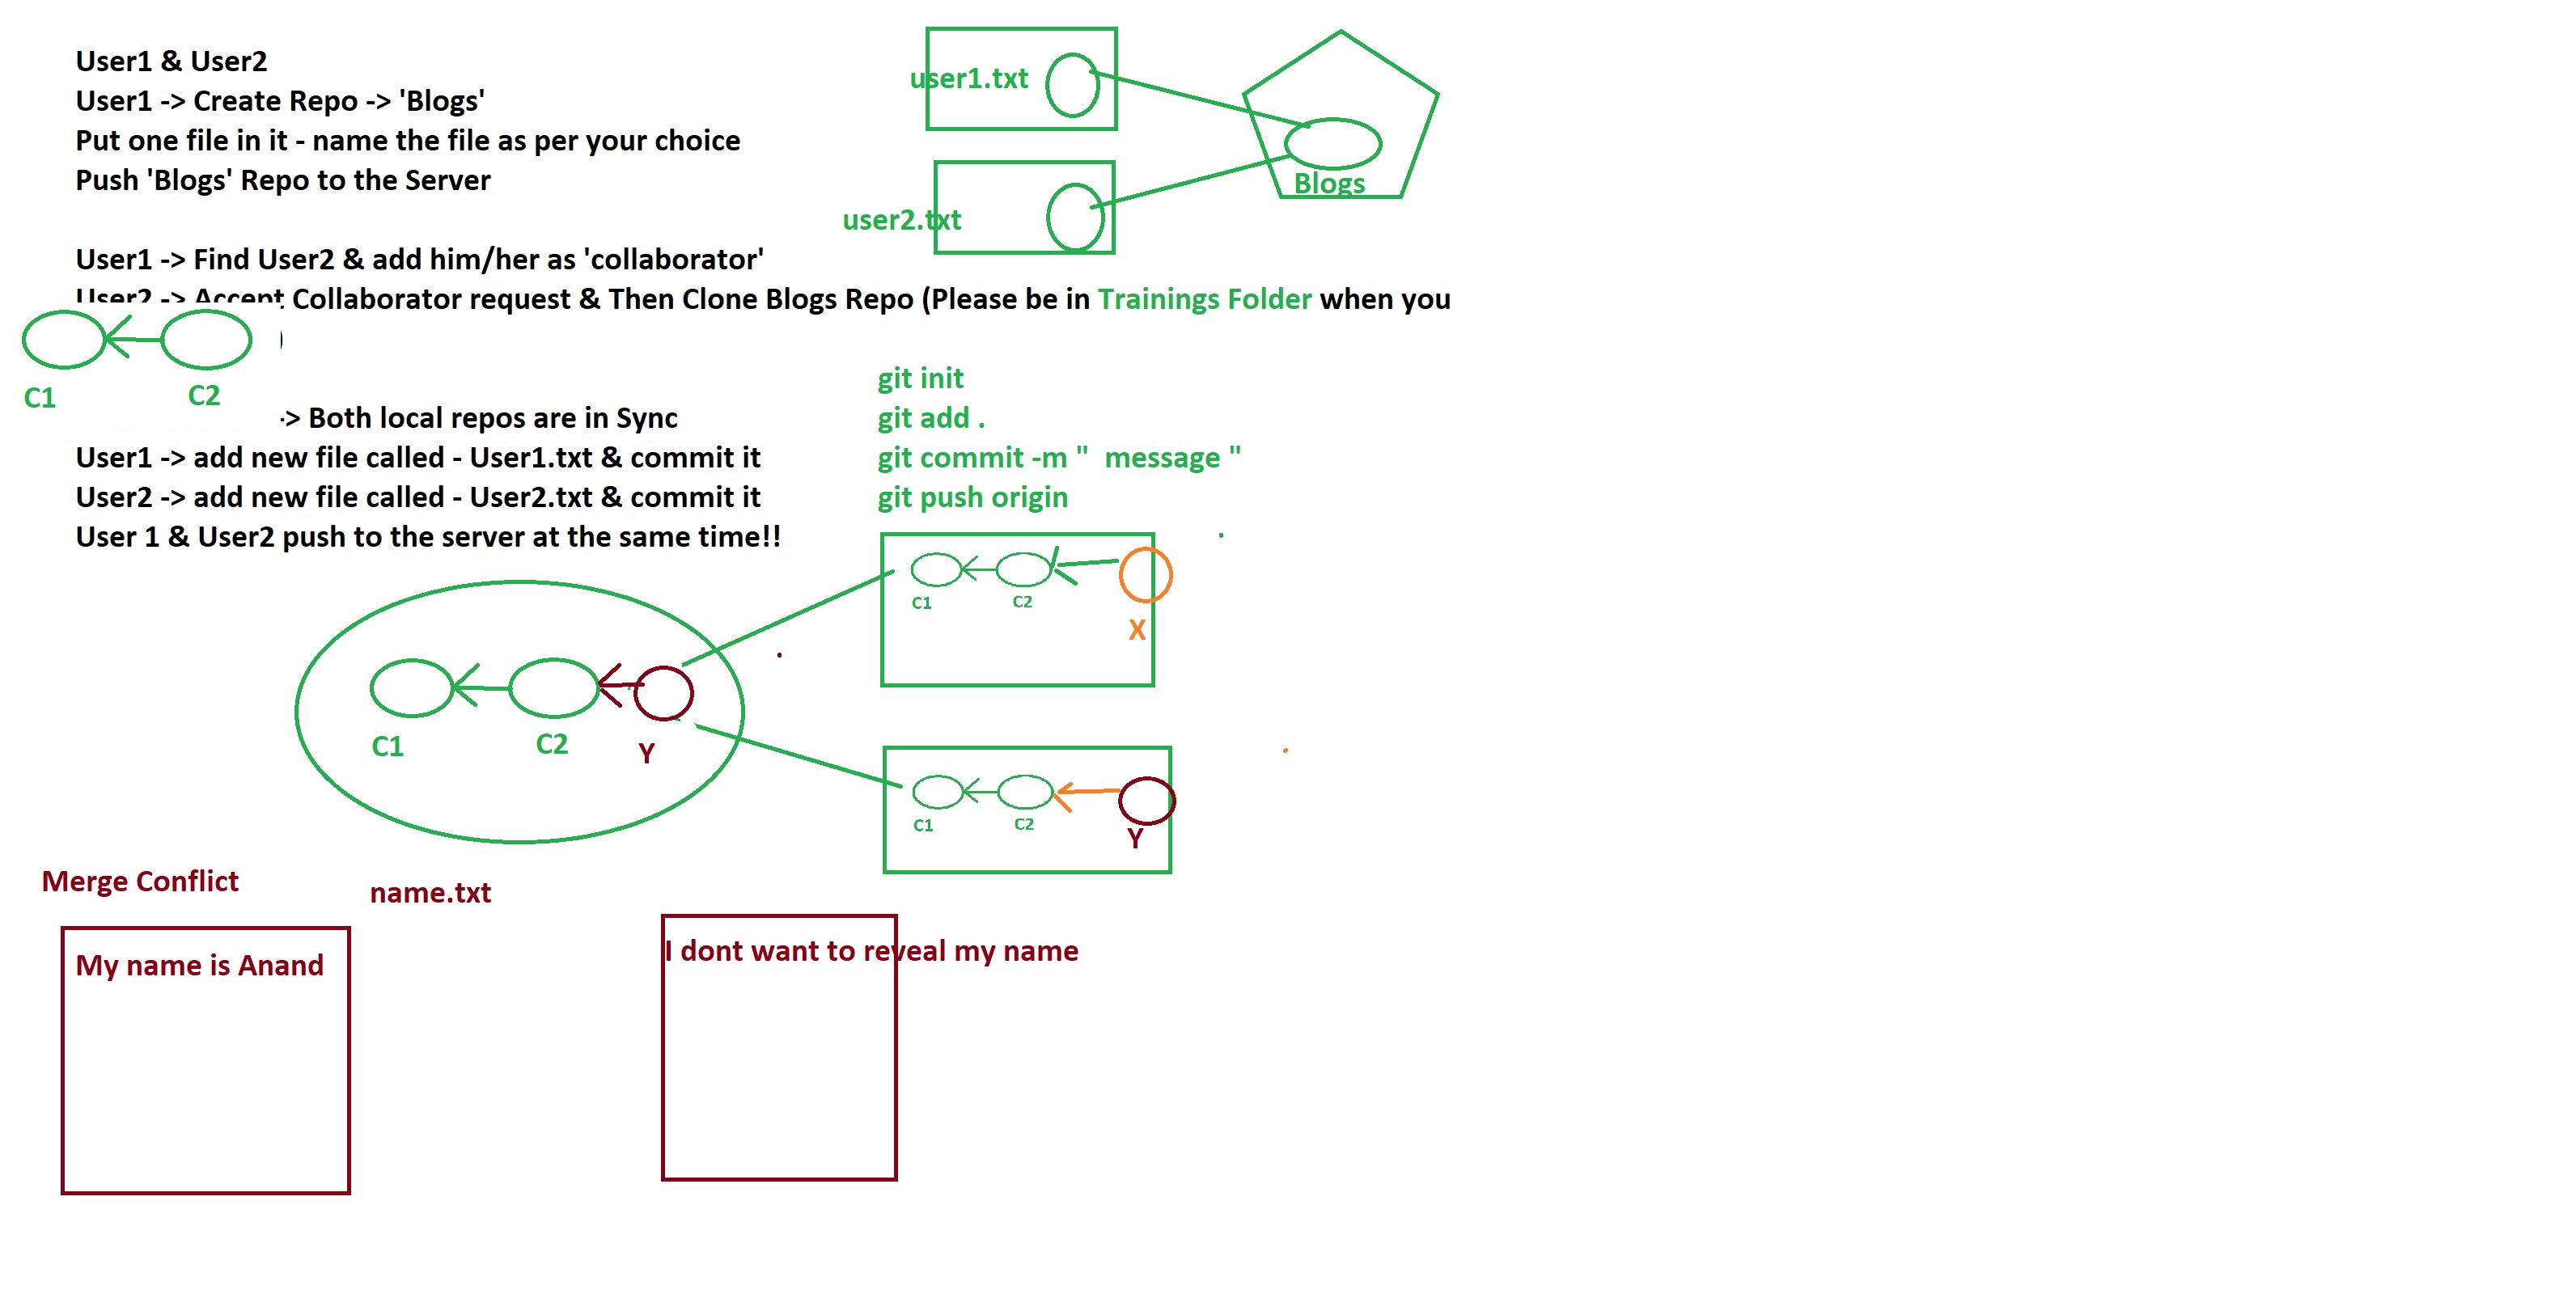 User1 & User2
User1 -> Create Repo -> 'Blogs'
Put one file in it - name the file as per your choice
Push 'Blogs' Repo to the Server
user1.txt
user2.txt
Blogs
User1 -> Find User2 & add him/her as 'collaborator'
User2 -> Accept Collaborator request & Then Clone Blogs Repo (Please be in Trainings Folder when you
)
C1
C2
-> Both local repos are in Sync
User1 -> add new file called - User1.txt & commit it
User2 -> add new file called - User2.txt & commit it
User 1 & User2 push to the server at the same time!!
git init
git add .
git commit -m "  message "
git push origin
C1
C2
X
C1
C2
Y
C1
C2
Y
Merge Conflict
name.txt
My name is Anand
I dont want to reveal my name